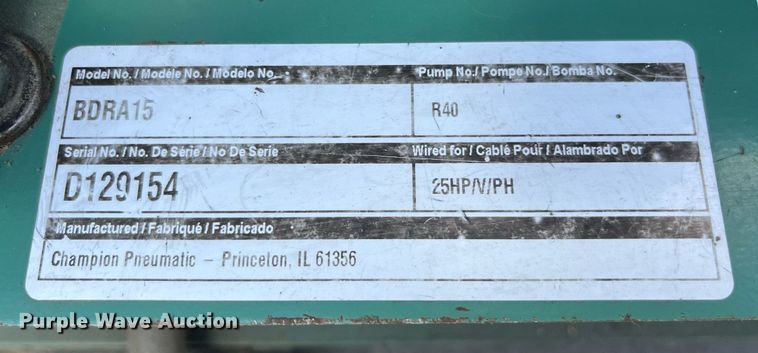 Model No. / Modéle No. / Modelo No.
Pump No./ Pompe No./ Bomba No.
BDRA15
R40
Serial No. / No. De Série / No De Serie
Wired for / Cablé Pour / Alambrado Por
D129154
25HP/V/PH
Manufactured / Fabriqué / Fabricado
Champion Pneumatic – Princeton, IL 61356
Purple Wave Auction